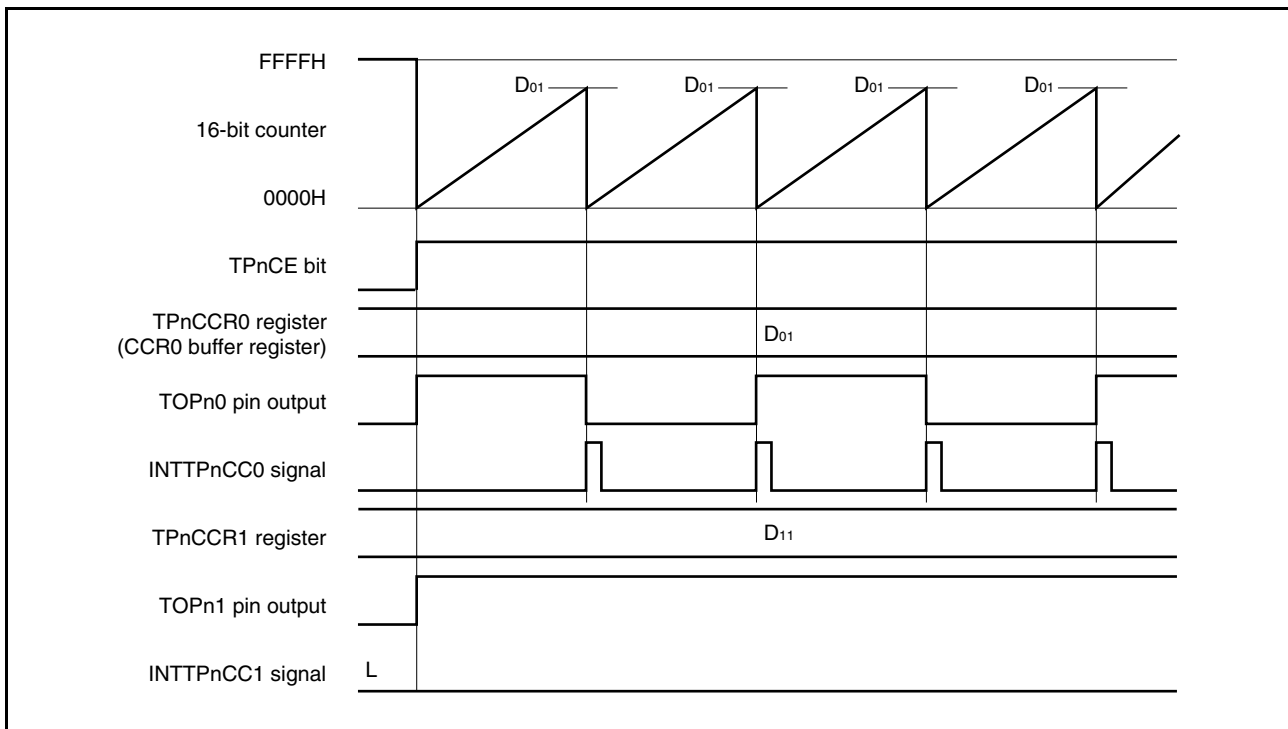 FFFFH
D01 D01 D01 D01
16-bit counter
0000H
TPnCE bit
TPnCCR0 register
(CCR0 buffer register)
D01
TOPn0 pin output
INTTPnCC0 signal
TPnCCR1 register
D11
TOPn1 pin output
INTTPnCC1 signal
L